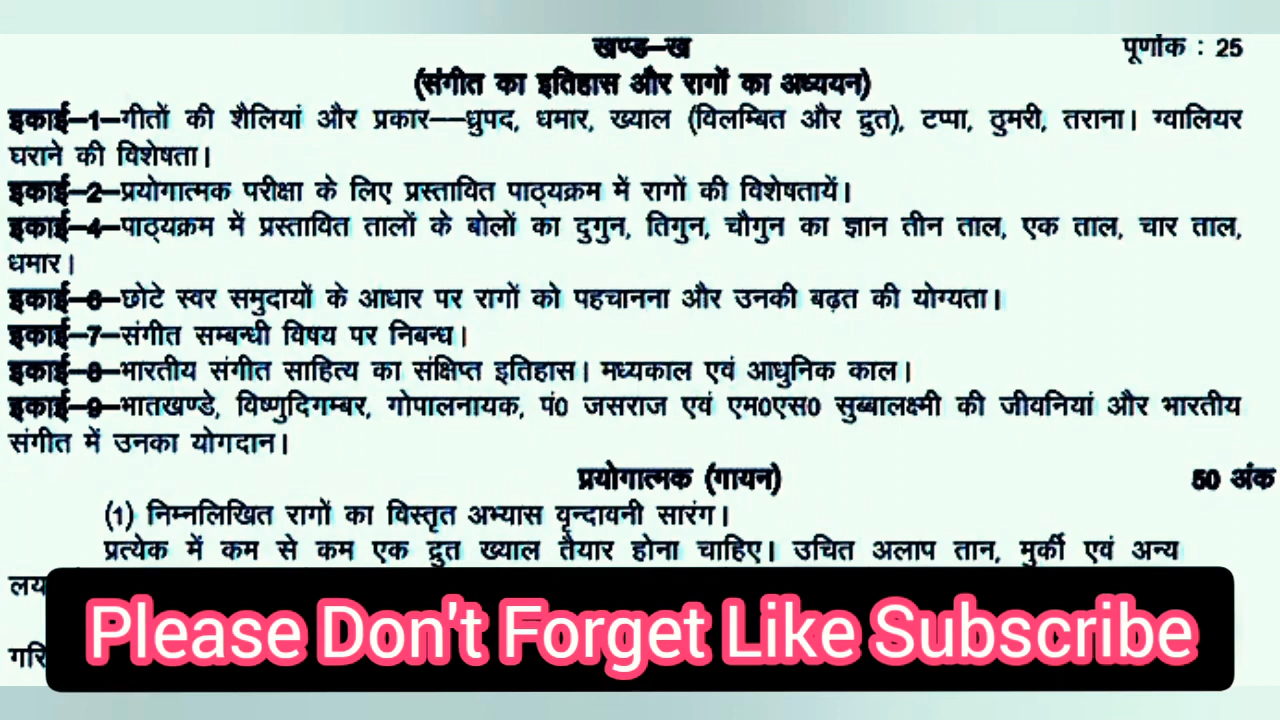 खण्ड–ख
पूर्णांक : 25
(संगीत का इतिहास और रागों का अध्ययन)
इकाई–1–गीतों की शैलियां और प्रकार––ध्रुपद, धमार, ख्याल (विलम्बित और द्रुत), टप्पा, ठुमरी, तराना। ग्वालियर
घराने की विशेषता।
इकाई–2–प्रयोगात्मक परीक्षा के लिए प्रस्तावित पाठ्यक्रम में रागों की विशेषतायें।
इकाई–4–पाठ्यक्रम में प्रस्तावित तालों के बोलों का दुगुन, तिगुन, चौगुन का ज्ञान तीन ताल, एक ताल, चार ताल,
धमार।
इकाई–6–छोटे स्वर समुदायों के आधार पर रागों को पहचानना और उनकी बढ़त की योग्यता।
इकाई–7–संगीत सम्बन्धी विषय पर निबन्ध।
इकाई–8–भारतीय संगीत साहित्य का संक्षिप्त इतिहास। मध्यकाल एवं आधुनिक काल।
इकाई–9–भातखण्डे, विष्णुदिगम्बर, गोपालनायक, पं0 जसराज एवं एम0एस0 सुब्बालक्ष्मी की जीवनियां और भारतीय
संगीत में उनका योगदान।
प्रयोगात्मक (गायन)
50 अंक
(1) निम्नलिखित रागों का विस्तृत अभ्यास वृन्दावनी सारंग।
प्रत्येक में कम से कम एक द्रुत ख्याल तैयार होना चाहिए। उचित अलाप तान, मुर्की एवं अन्य
लय
Please Don't Forget Like Subscribe